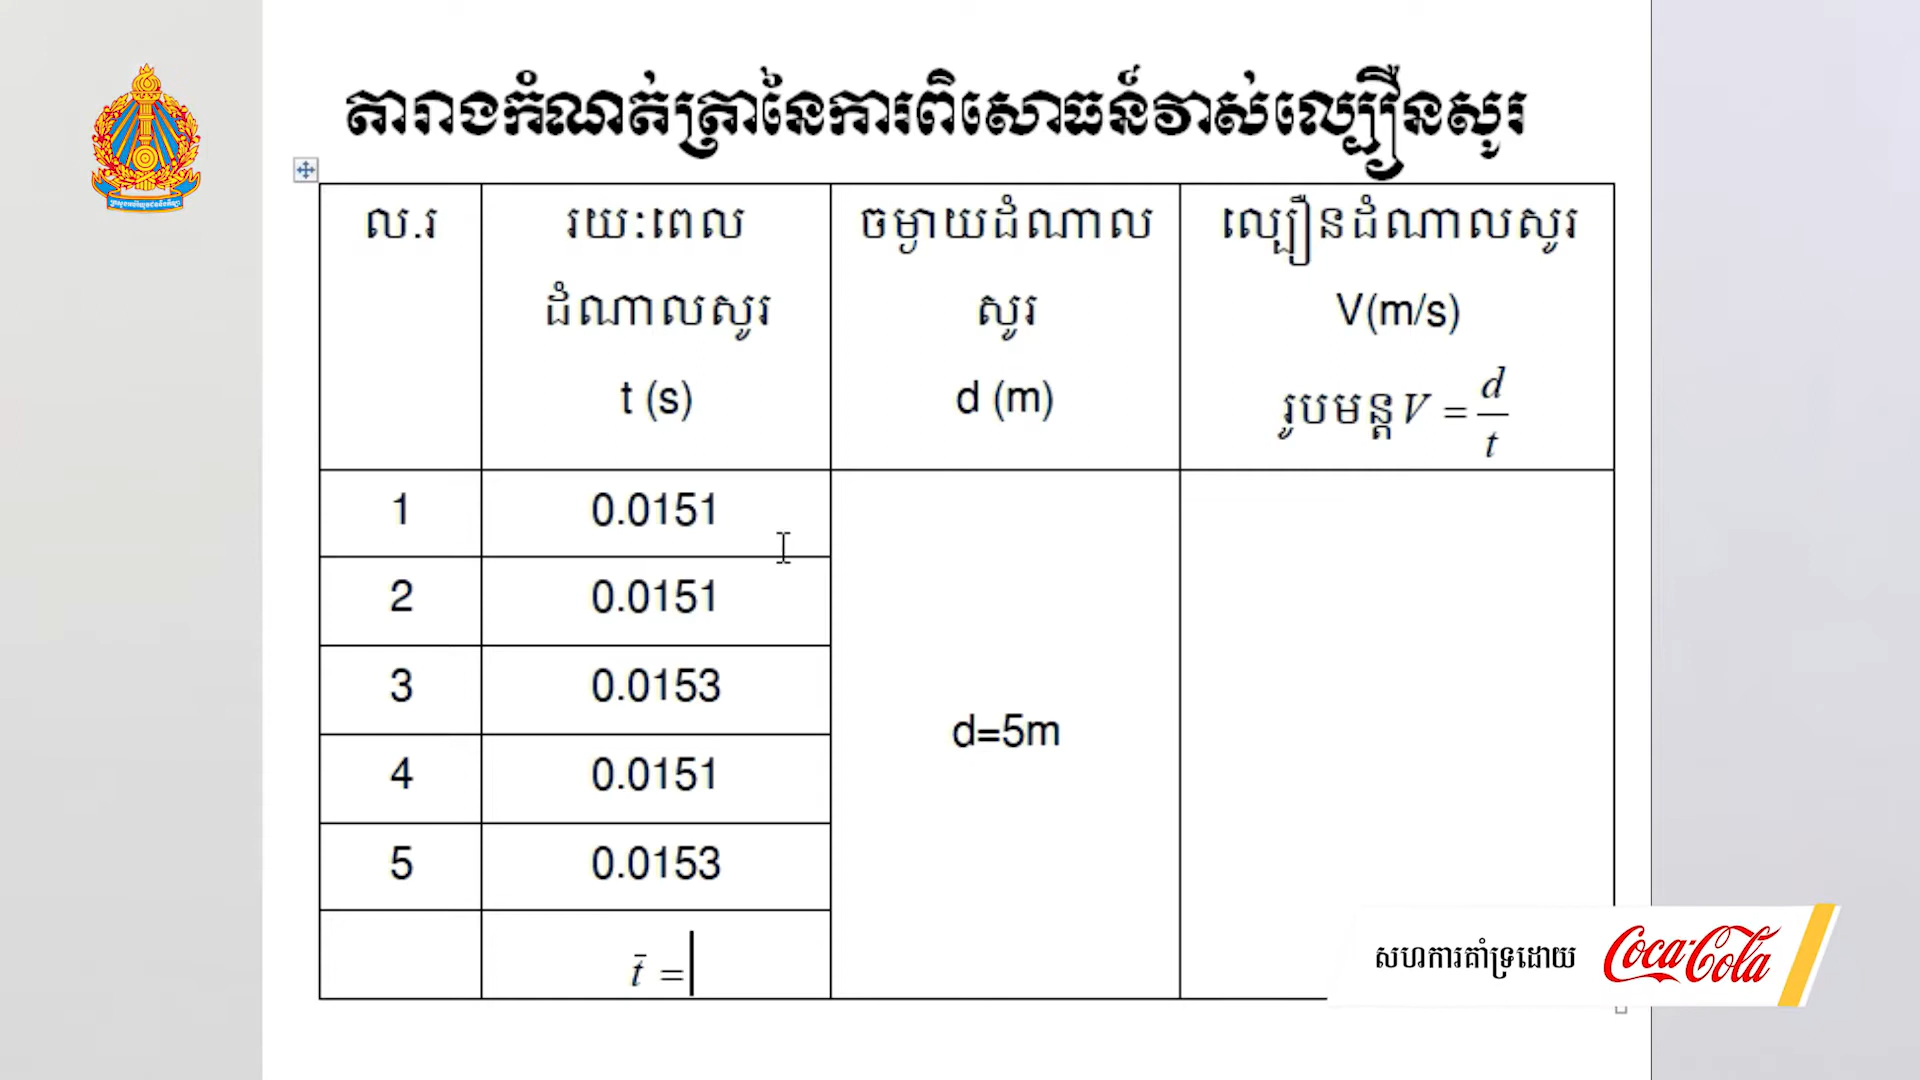 តារាងកំណត់ត្រានៃការពិសោធន៍វាស់ល្បឿនសូរ
ល.រ
រយៈពេល
ដំណាលសូរ
t (s)
ចម្ងាយដំណាល
សូរ
d (m)
ល្បឿនដំណាលសូរ
V(m/s)
រូបមន្ត V = d/t
1
0.0151
2
0.0151
3
0.0153
4
0.0151
5
0.0153
d=5m
t̄ =
សហការគាំទ្រដោយ
Coca-Cola